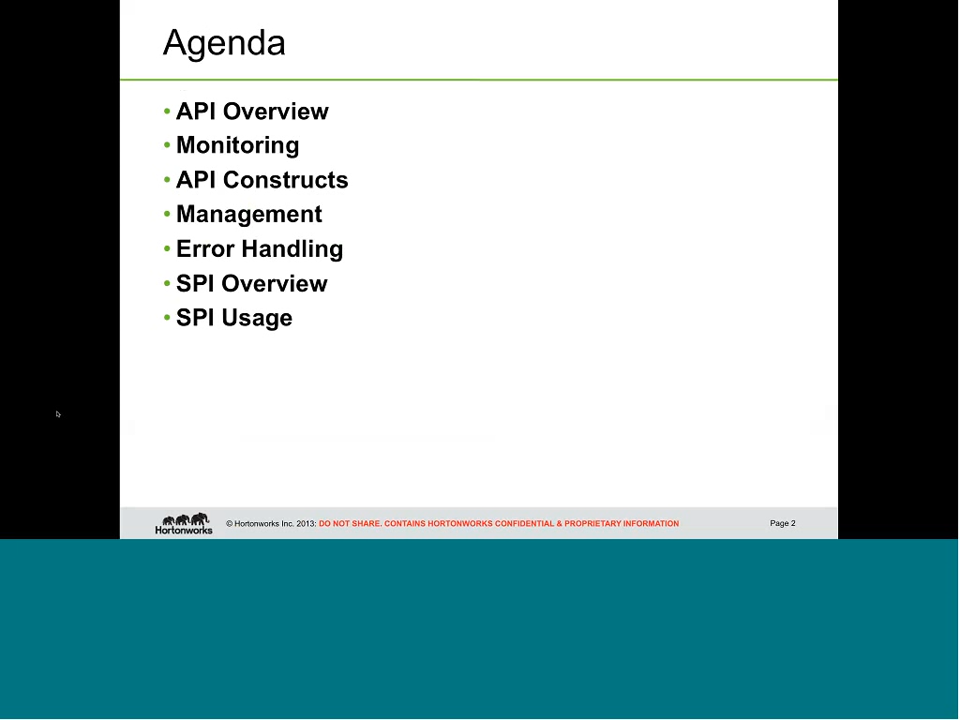 Agenda
• API Overview
• Monitoring
• API Constructs
• Management
• Error Handling
• SPI Overview
• SPI Usage
Hortonworks
© Hortonworks Inc. 2013: DO NOT SHARE. CONTAINS HORTONWORKS CONFIDENTIAL & PROPRIETARY INFORMATION
Page 2